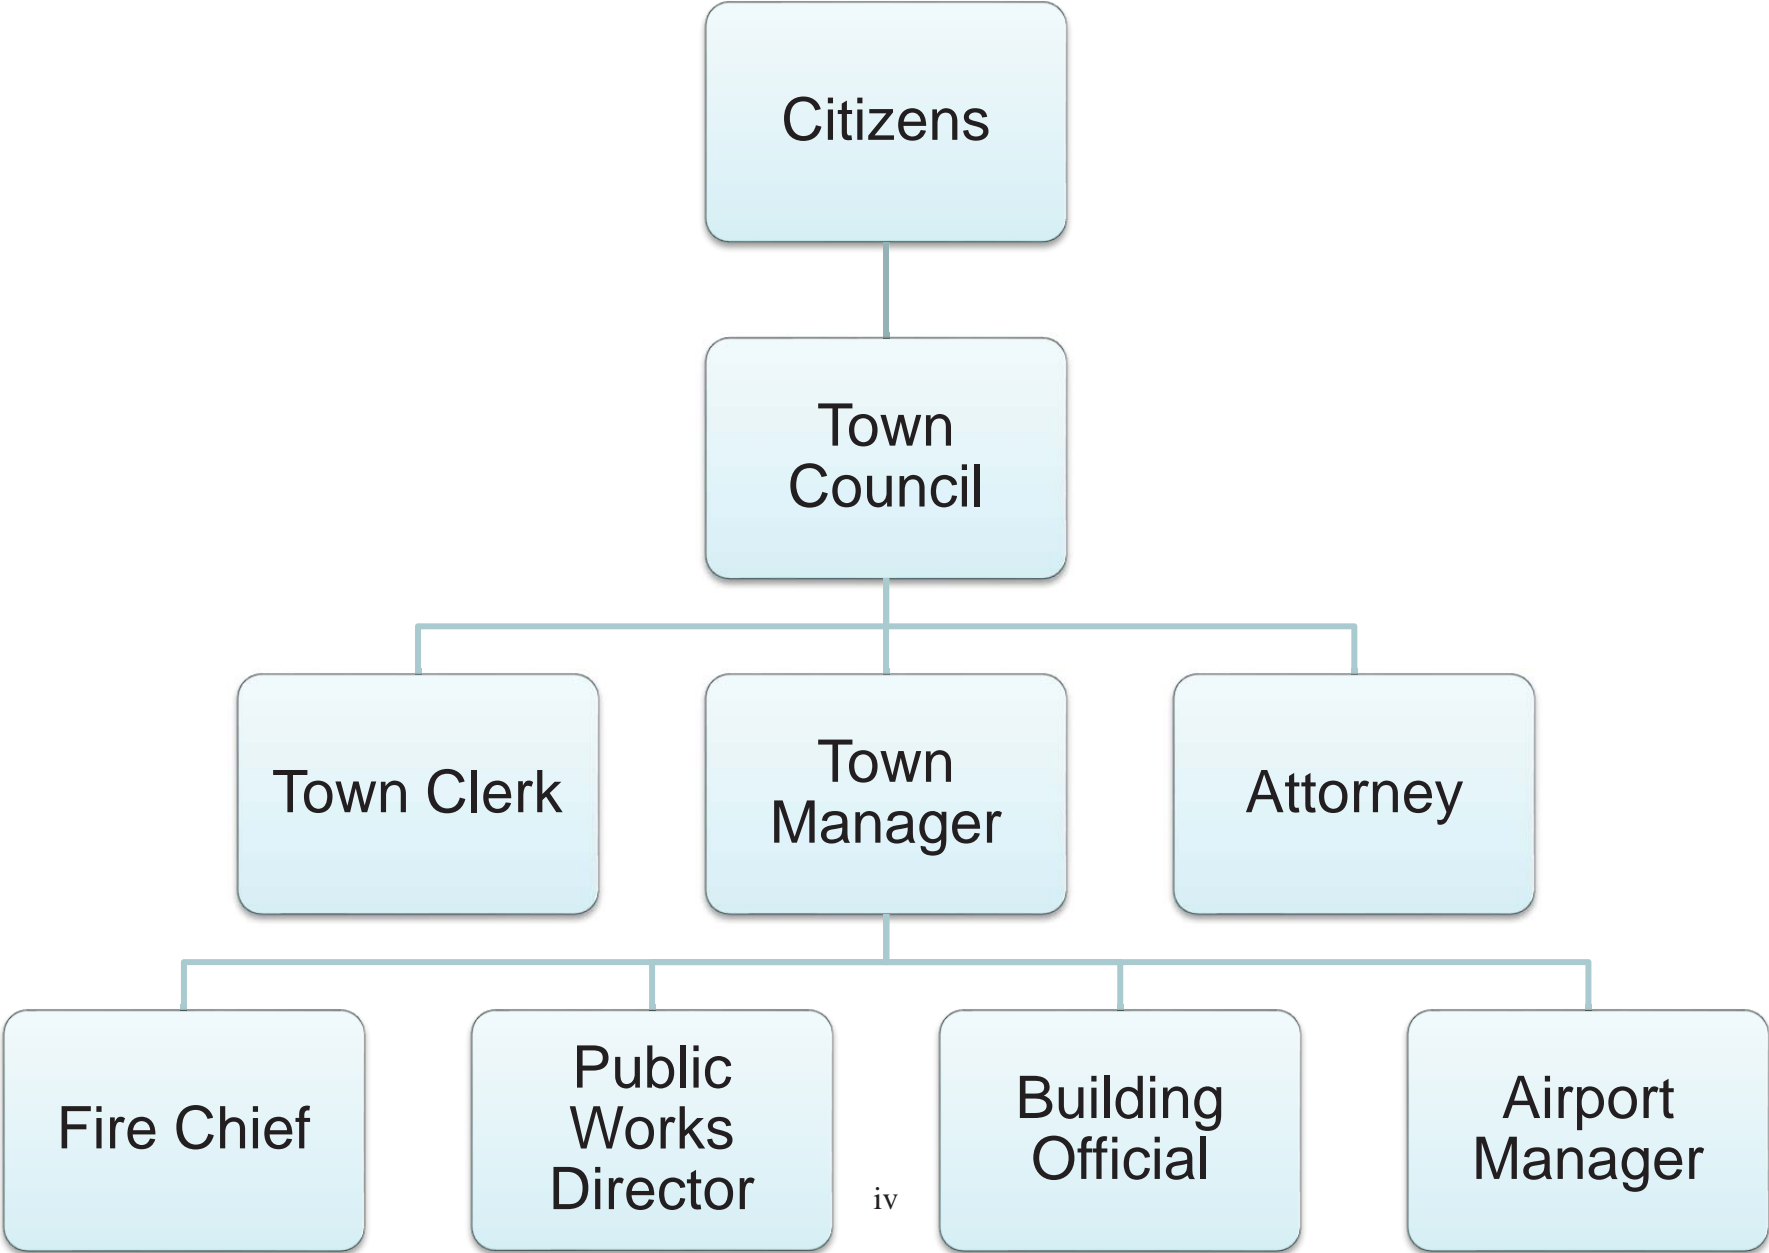 Citizens
Town
Council
Town Clerk
Town
Manager
Attorney
Fire Chief
Public
Works
Director
Building
Official
Airport
Manager
iv